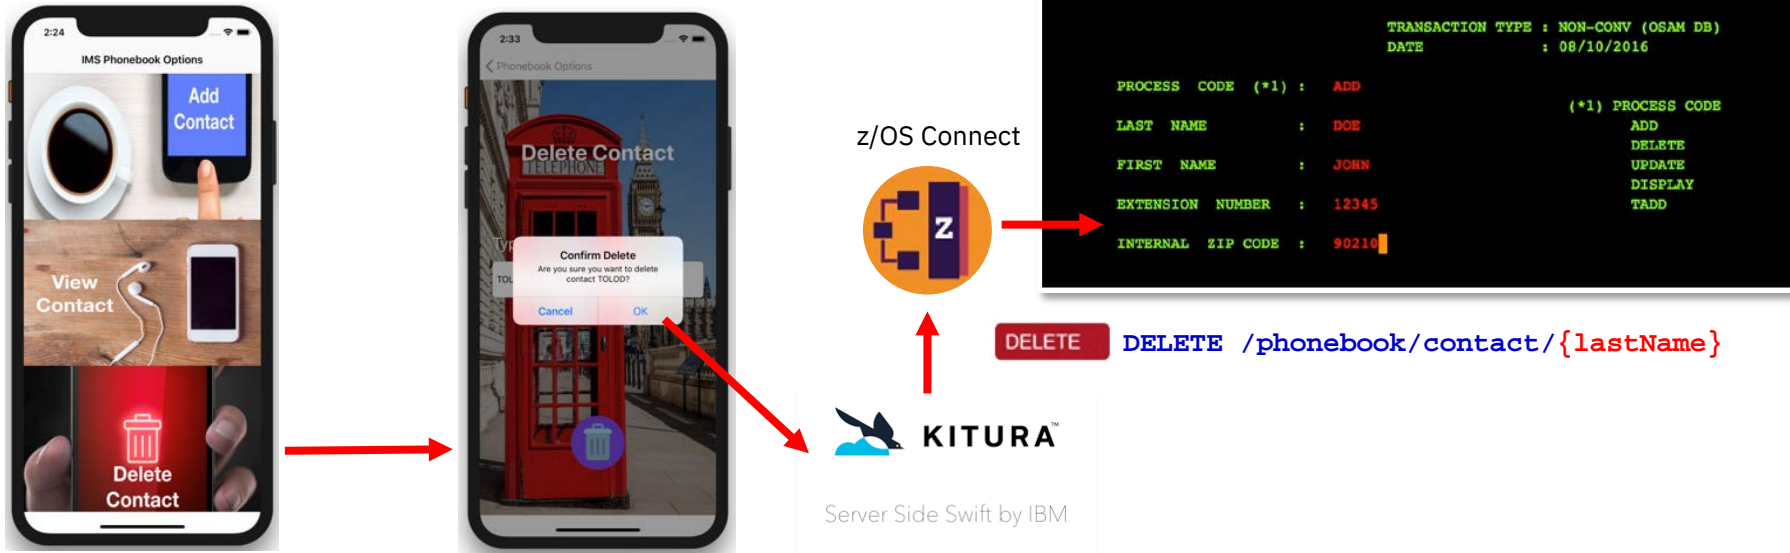 2:24
IMS Phonebook Options
Add
Contact
View
Contact
Delete
Contact
2:33
Phonebook Options
Delete Contact
TELEPHONE
Confirm Delete
Are you sure you want to delete
contact TOLOD?
Cancel OK
z/OS Connect
Z
KITURA™
Server Side Swift by IBM
TRANSACTION TYPE : NON-CONV (OSAM DB)
DATE : 08/10/2016
PROCESS CODE (*1) : ADD
LAST NAME : DOE
FIRST NAME : JOHN
EXTENSION NUMBER : 12345
INTERNAL ZIP CODE : 90210
(*1) PROCESS CODE
ADD
DELETE
UPDATE
DISPLAY
TADD
DELETE DELETE /phonebook/contact/{lastName}